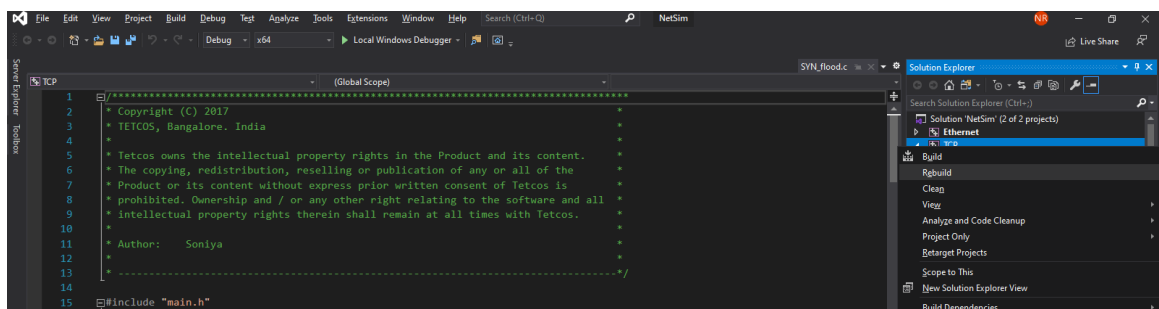 File Edit View Project Build Debug Test Analyze Tools Extensions Window Help Search (Ctrl+Q) NetSim NR
Debug x64 Local Windows Debugger Live Share
Server Explorer
Toolbox
SYN_flood.c
TCP (Global Scope)
1 /******************************************************************************
2 * Copyright (C) 2017 *
3 * TETCOS, Bangalore. India *
4 * *
5 * Tetcos owns the intellectual property rights in the Product and its content. *
6 * The copying, redistribution, reselling or publication of any or all of the *
7 * Product or its content without express prior written consent of Tetcos is *
8 * prohibited. Ownership and / or any other right relating to the software and all *
9 * intellectual property rights therein shall remain at all times with Tetcos. *
10 * *
11 * Author: Soniya *
12 * *
13 * ----------------------------------------------------------------------------*/
14
15 #include "main.h"
Solution Explorer
Search Solution Explorer (Ctrl+;)
Solution 'NetSim' (2 of 2 projects)
Ethernet
TCP
Build
Rebuild
Clean
View
Analyze and Code Cleanup
Project Only
Retarget Projects
Scope to This
New Solution Explorer View
Build Dependencies